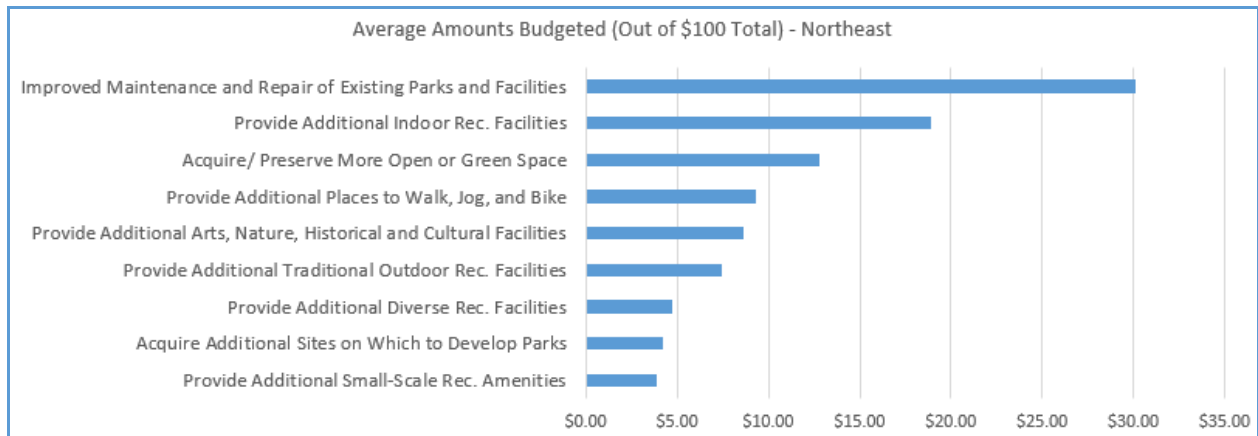 Average Amounts Budgeted (Out of $100 Total) - Northeast
Improved Maintenance and Repair of Existing Parks and Facilities
Provide Additional Indoor Rec. Facilities
Acquire/ Preserve More Open or Green Space
Provide Additional Places to Walk, Jog, and Bike
Provide Additional Arts, Nature, Historical and Cultural Facilities
Provide Additional Traditional Outdoor Rec. Facilities
Provide Additional Diverse Rec. Facilities
Acquire Additional Sites on Which to Develop Parks
Provide Additional Small-Scale Rec. Amenities
$0.00 $5.00 $10.00 $15.00 $20.00 $25.00 $30.00 $35.00